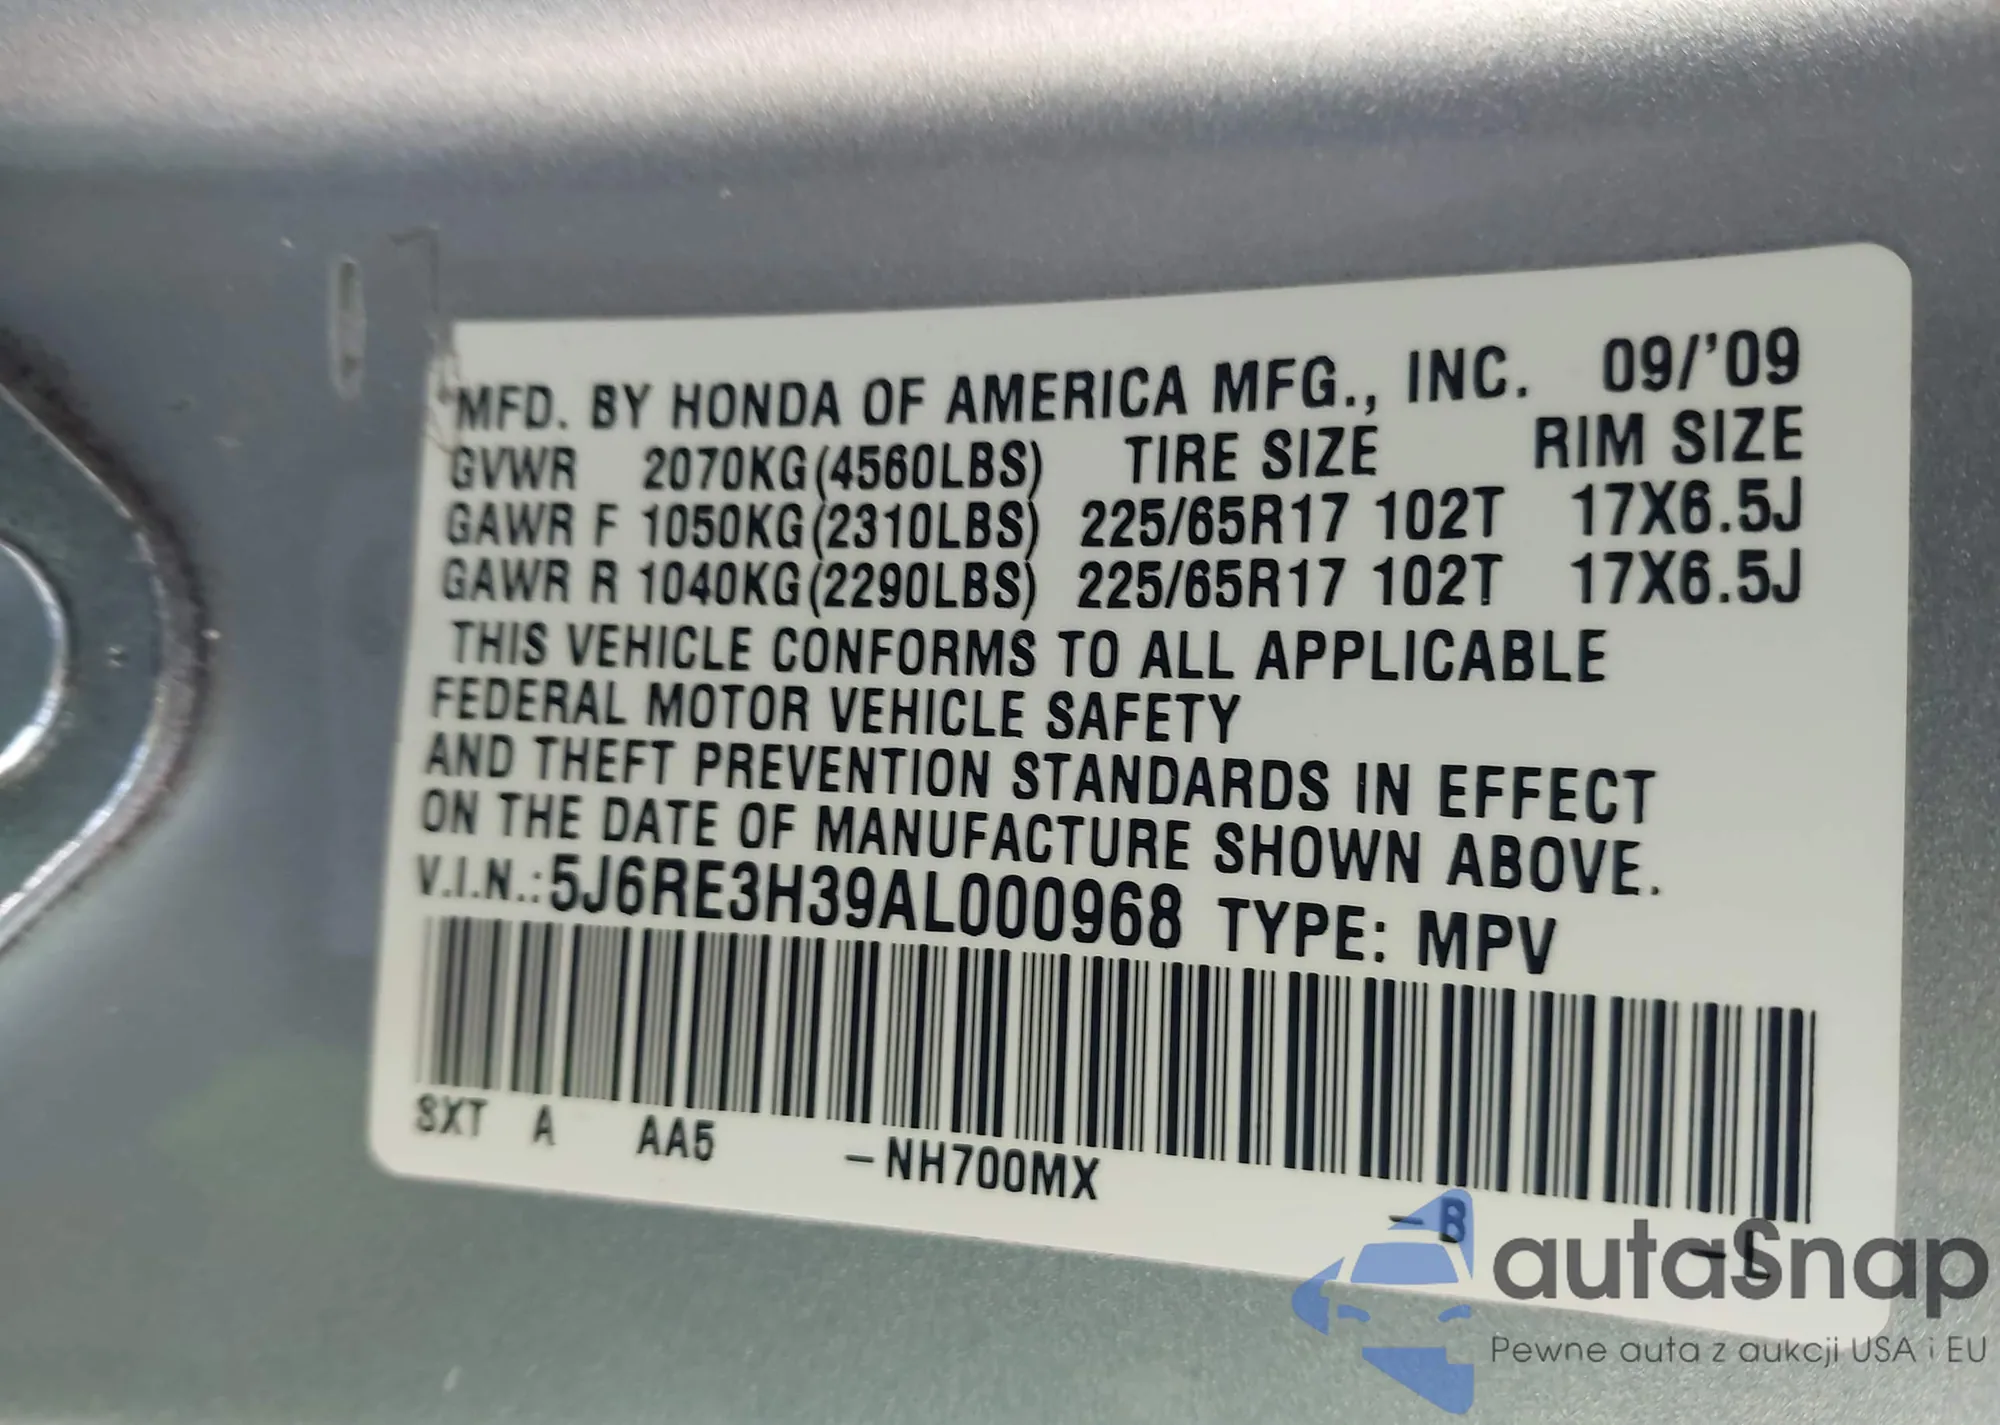 MFD. BY HONDA OF AMERICA MFG., INC. 09/'09
GVWR 2070KG(4560LBS) TIRE SIZE RIM SIZE
GAWR F 1050KG(2310LBS) 225/65R17 102T 17X6.5J
GAWR R 1040KG(2290LBS) 225/65R17 102T 17X6.5J
THIS VEHICLE CONFORMS TO ALL APPLICABLE
FEDERAL MOTOR VEHICLE SAFETY
AND THEFT PREVENTION STANDARDS IN EFFECT
ON THE DATE OF MANUFACTURE SHOWN ABOVE.
V.I.N.:5J6RE3H39AL000968 TYPE: MPV
SXT A AA5 -NH700MX -B -L
autaSnap
Pewne auta z aukcji USA i EU